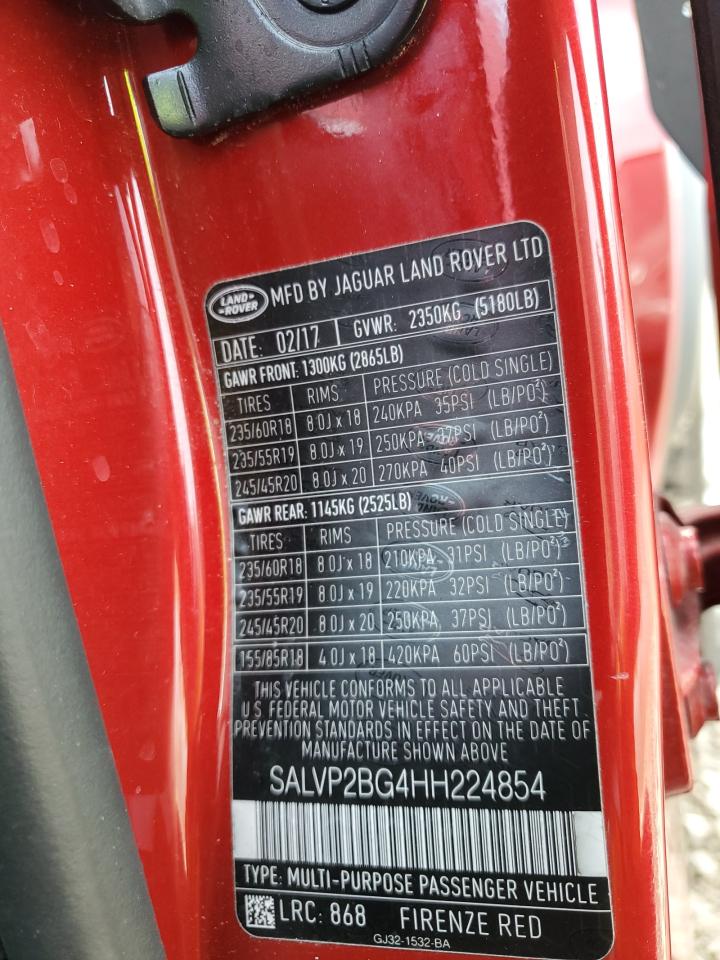 LAND ROVER MFD BY JAGUAR LAND ROVER LTD
DATE: 02/17 GVWR: 2350KG (5180LB)
GAWR FRONT: 1300KG (2865LB)
TIRES RIMS PRESSURE (COLD SINGLE)
235/60R18 8.0J x 18 240KPA 35PSI (LB/PO²)
235/55R19 8.0J x 19 250KPA 37PSI (LB/PO²)
245/45R20 8.0J x 20 270KPA 40PSI (LB/PO²)
GAWR REAR: 1145KG (2525LB)
TIRES RIMS PRESSURE (COLD SINGLE)
235/60R18 8.0J x 18 210KPA 31PSI (LB/PO²)
235/55R19 8.0J x 19 220KPA 32PSI (LB/PO²)
245/45R20 8.0J x 20 250KPA 37PSI (LB/PO²)
155/85R18 4.0J x 18 420KPA 60PSI (LB/PO²)
THIS VEHICLE CONFORMS TO ALL APPLICABLE
U.S. FEDERAL MOTOR VEHICLE SAFETY AND THEFT
PREVENTION STANDARDS IN EFFECT ON THE DATE OF
MANUFACTURE SHOWN ABOVE
SALVP2BG4HH224854
TYPE: MULTI-PURPOSE PASSENGER VEHICLE
LRC: 868 FIRENZE RED
GJ32-1532-BA